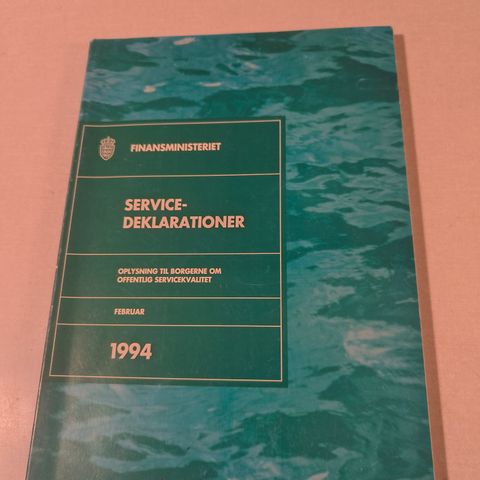 FINANSMINISTERIET
SERVICE-
DEKLARATIONER
OPLYSNING TIL BORGERNE OM
OFFENTLIG SERVICEKVALITET
FEBRUAR
1994